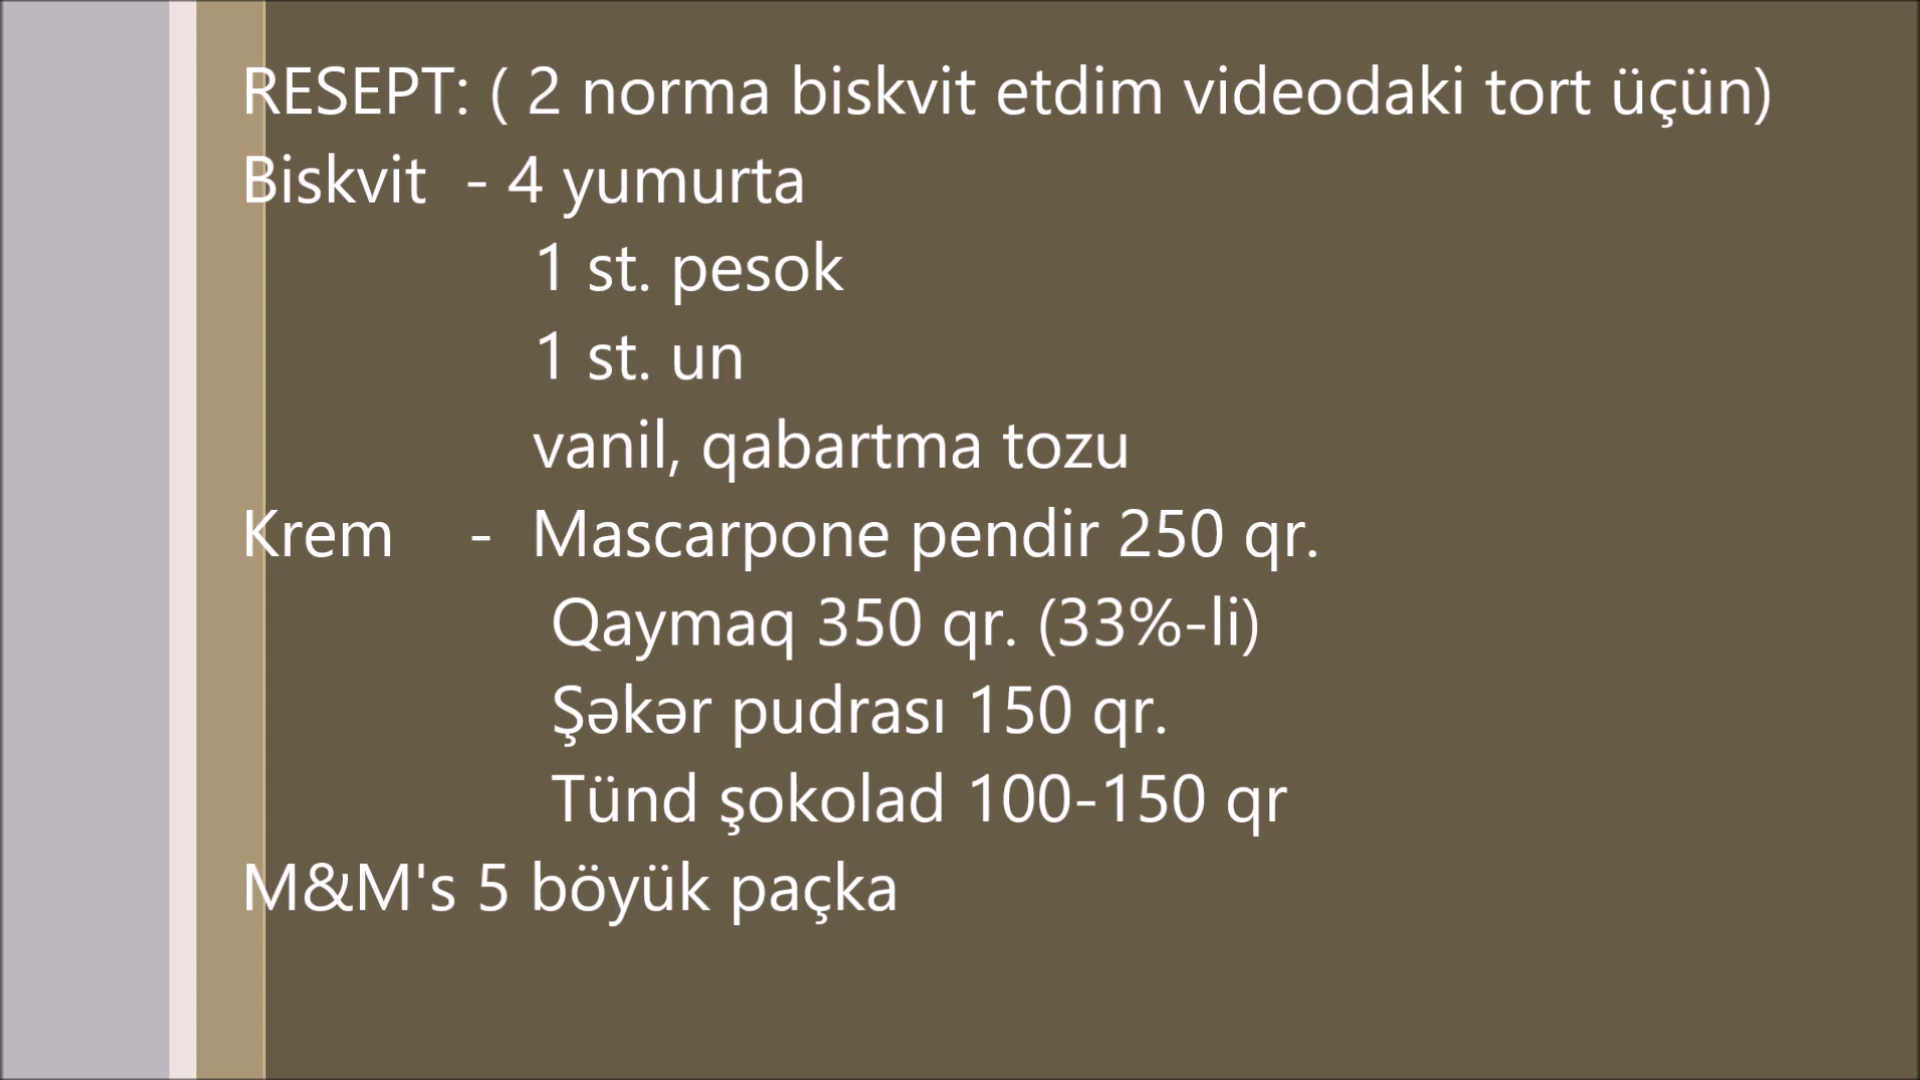 RESEPT: ( 2 norma biskvit etdim videodaki tort üçün)
Biskvit - 4 yumurta
1 st. pesok
1 st. un
vanil, qabartma tozu
Krem - Mascarpone pendir 250 qr.
Qaymaq 350 qr. (33%-li)
Şəkər pudrası 150 qr.
Tünd şokolad 100-150 qr
M&M's 5 böyük paçka